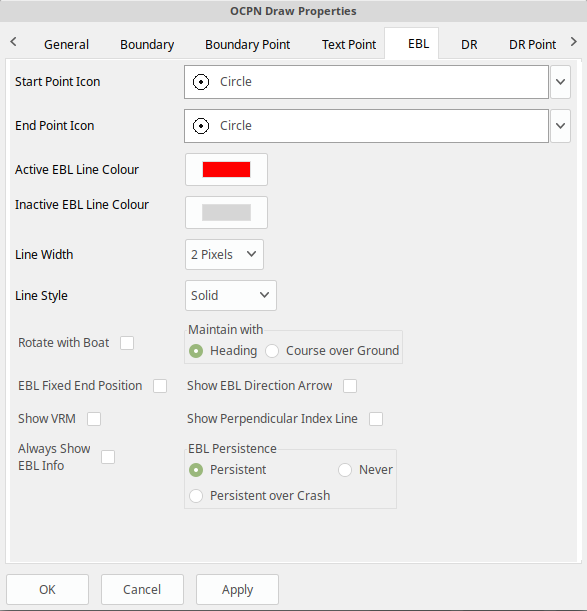 OCPN Draw Properties
General Boundary Boundary Point Text Point EBL DR DR Point
Start Point Icon Circle
End Point Icon Circle
Active EBL Line Colour
Inactive EBL Line Colour
Line Width 2 Pixels
Line Style Solid
Maintain with
Rotate with Boat Heading Course over Ground
EBL Fixed End Position Show EBL Direction Arrow
Show VRM Show Perpendicular Index Line
Always Show EBL Persistence
EBL Info Persistent Never
Persistent over Crash
OK Cancel Apply